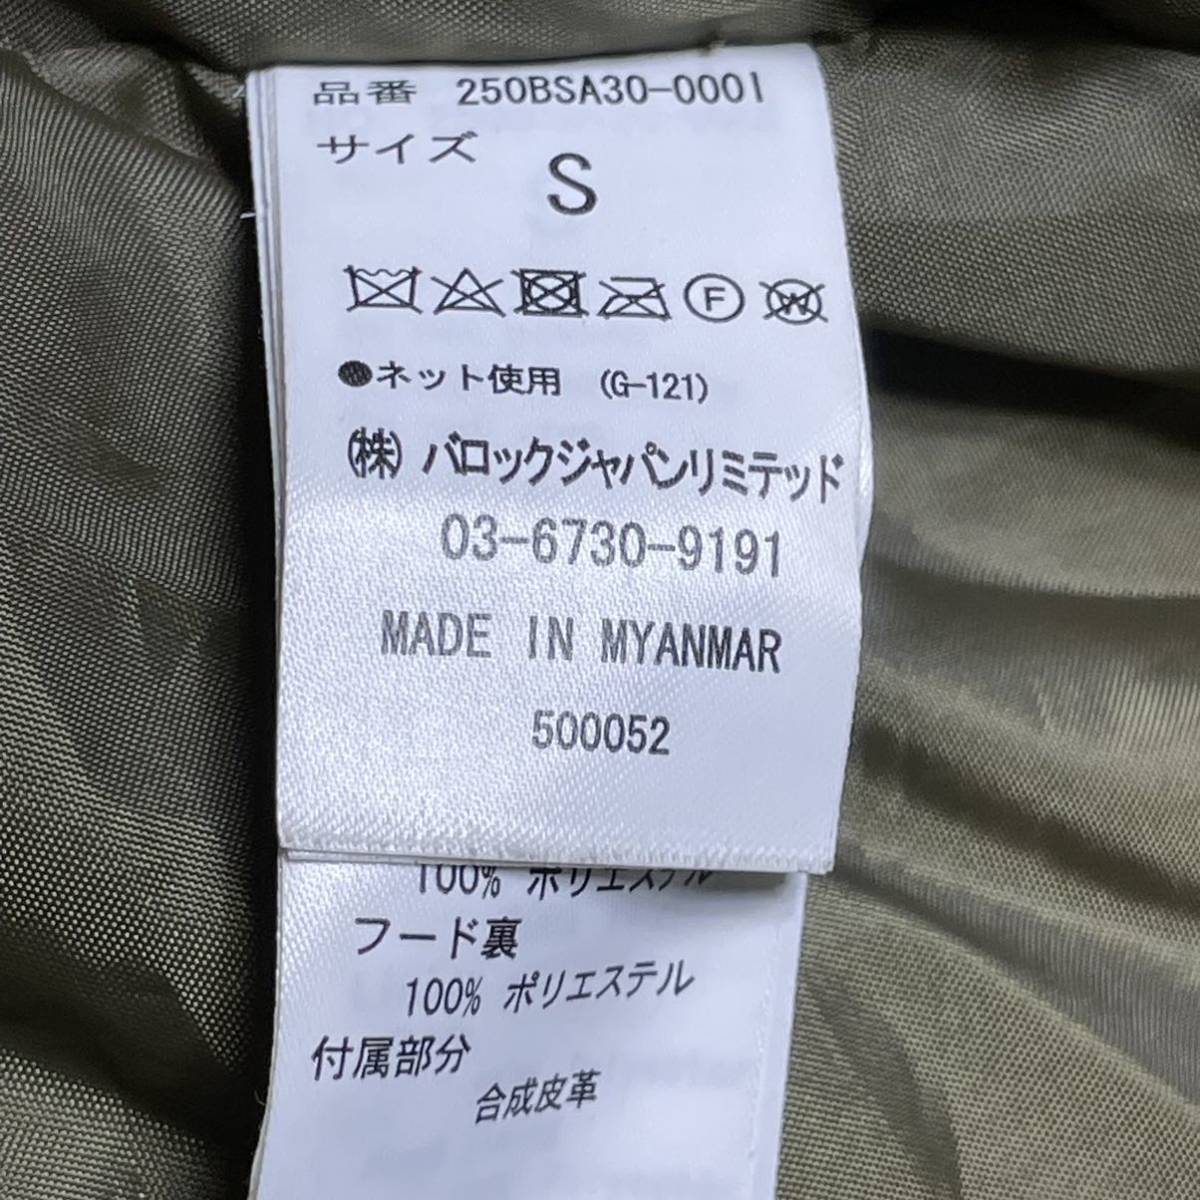 品番 250BSA30-0001
サイズ
S
F W
●ネット使用 (G-121)
(株) バロックジャパンリミテッド
03-6730-9191
MADE IN MYANMAR
500052
100% ポリエステル
フード裏
100% ポリエステル
付属部分
合成皮革